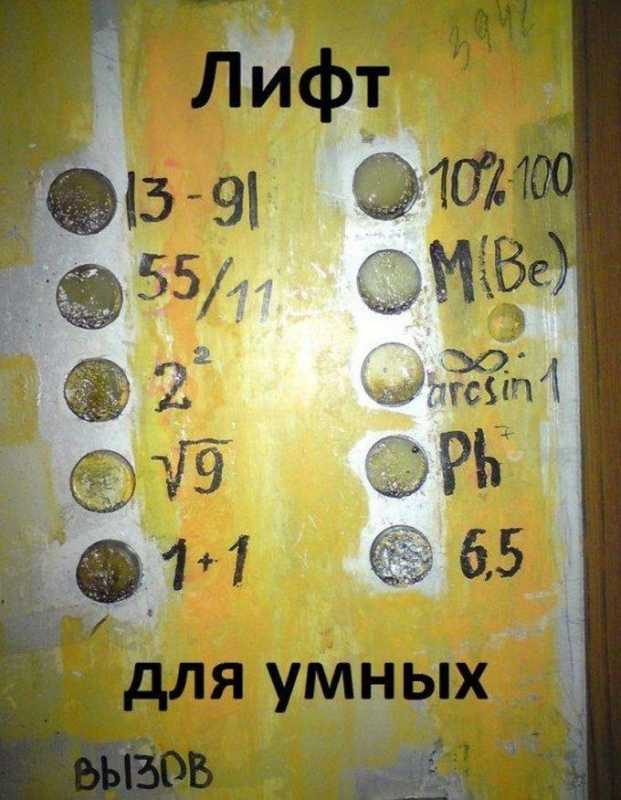 Лифт
3942
|3-9|
10%·100
55/11
M(Be)
2²
∞·
arcsin 1
√9
Ph⁷
1+1
6,5
для умных
вызов